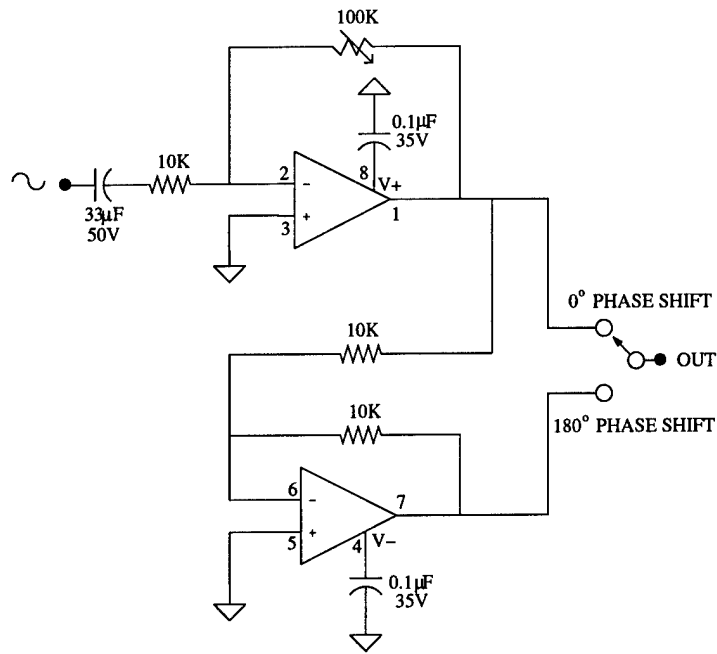 100K
0.1µF
35V
10K
2
-
8
V+
33µF
50V
+
3
1
0° PHASE SHIFT
10K
OUT
10K
180° PHASE SHIFT
6
-
7
+
5
4
V-
0.1µF
35V